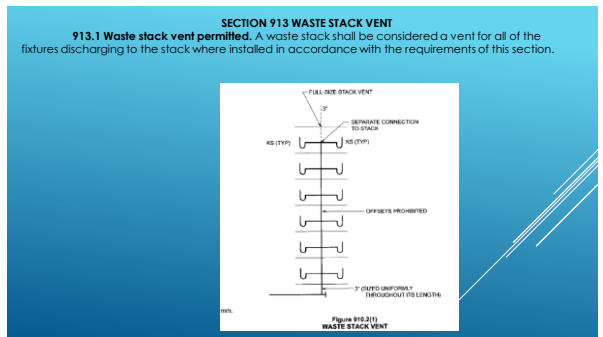 SECTION 913 WASTE STACK VENT
913.1 Waste stack vent permitted. A waste stack shall be considered a vent for all of the
fixtures discharging to the stack where installed in accordance with the requirements of this section.
FULL-SIZE STACK VENT
3"
SEPARATE CONNECTION
TO STACK
KS (TYP)
KS (TYP)
OFFSETS PROHIBITED
3" (SIZED UNIFORMLY
THROUGHOUT ITS LENGTH)
mm.
Figure 910.2(1)
WASTE STACK VENT